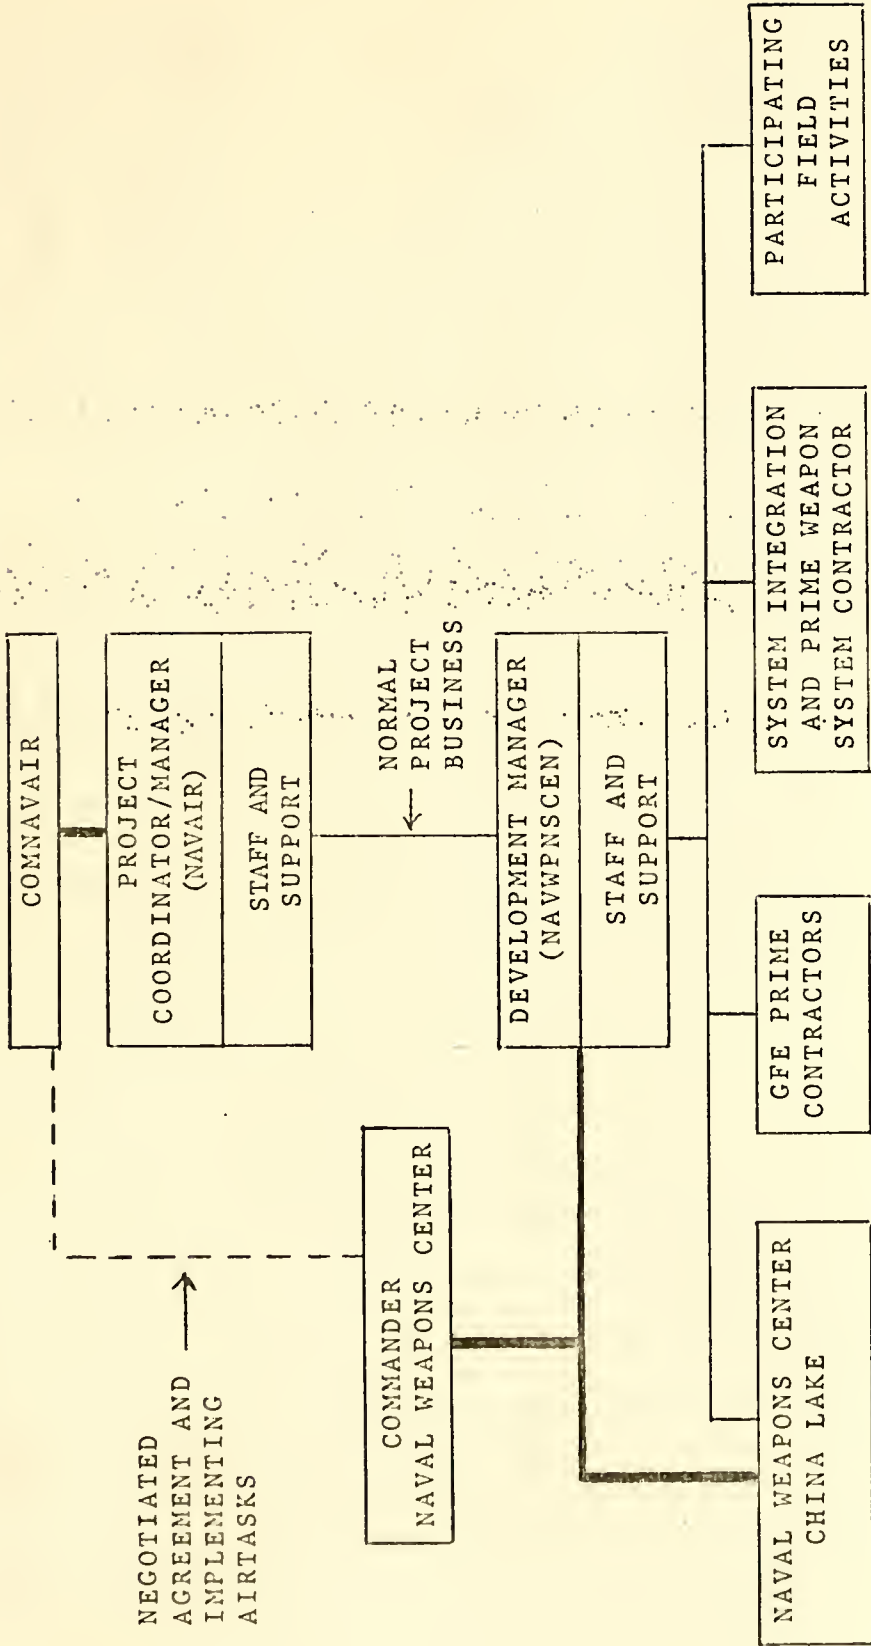 COMNAVAIR
PROJECT
COORDINATOR/MANAGER
(NAVAIR)
STAFF AND
SUPPORT
NEGOTIATED
AGREEMENT AND
IMPLEMENTING
AIRTASKS
NORMAL
PROJECT
BUSINESS
COMMANDER
NAVAL WEAPONS CENTER
DEVELOPMENT MANAGER
(NAVWPNSCEN)
STAFF AND
SUPPORT
NAVAL WEAPONS CENTER
CHINA LAKE
GFE PRIME
CONTRACTORS
SYSTEM INTEGRATION
AND PRIME WEAPON
SYSTEM CONTRACTOR
PARTICIPATING
FIELD
ACTIVITIES